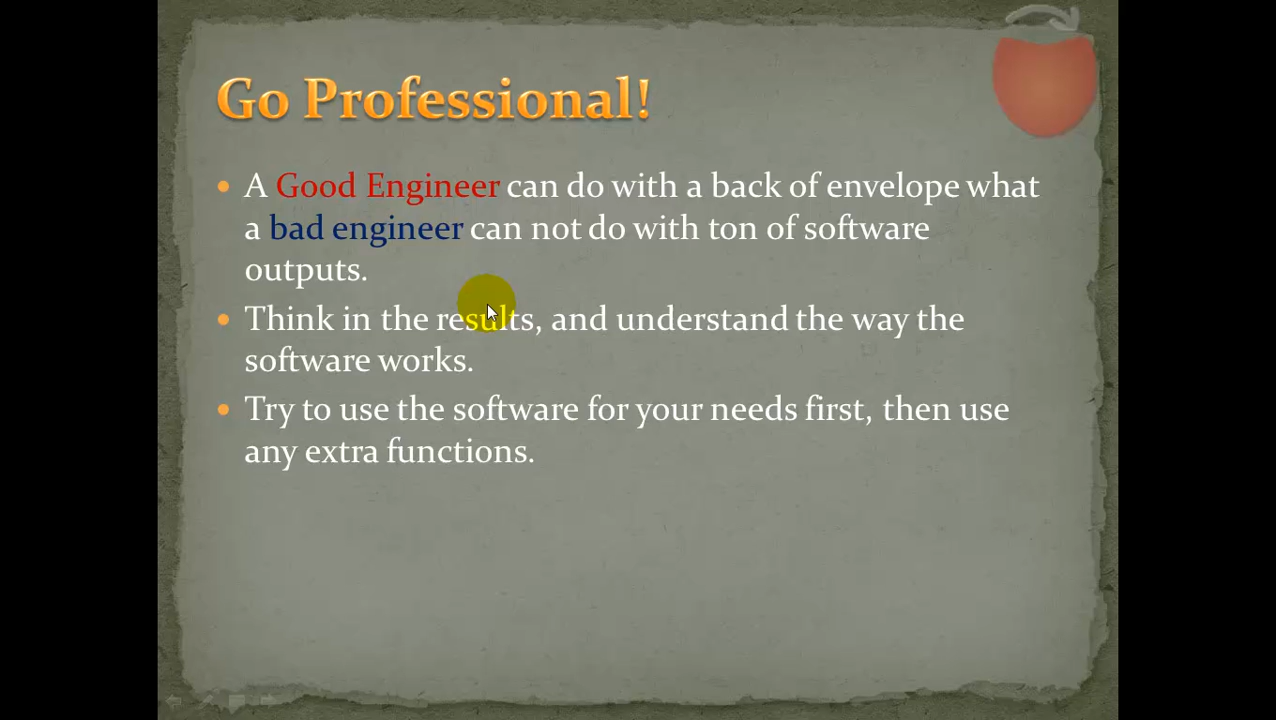 Go Professional!
A Good Engineer can do with a back of envelope what
a bad engineer can not do with ton of software
outputs.
Think in the results, and understand the way the
software works.
Try to use the software for your needs first, then use
any extra functions.